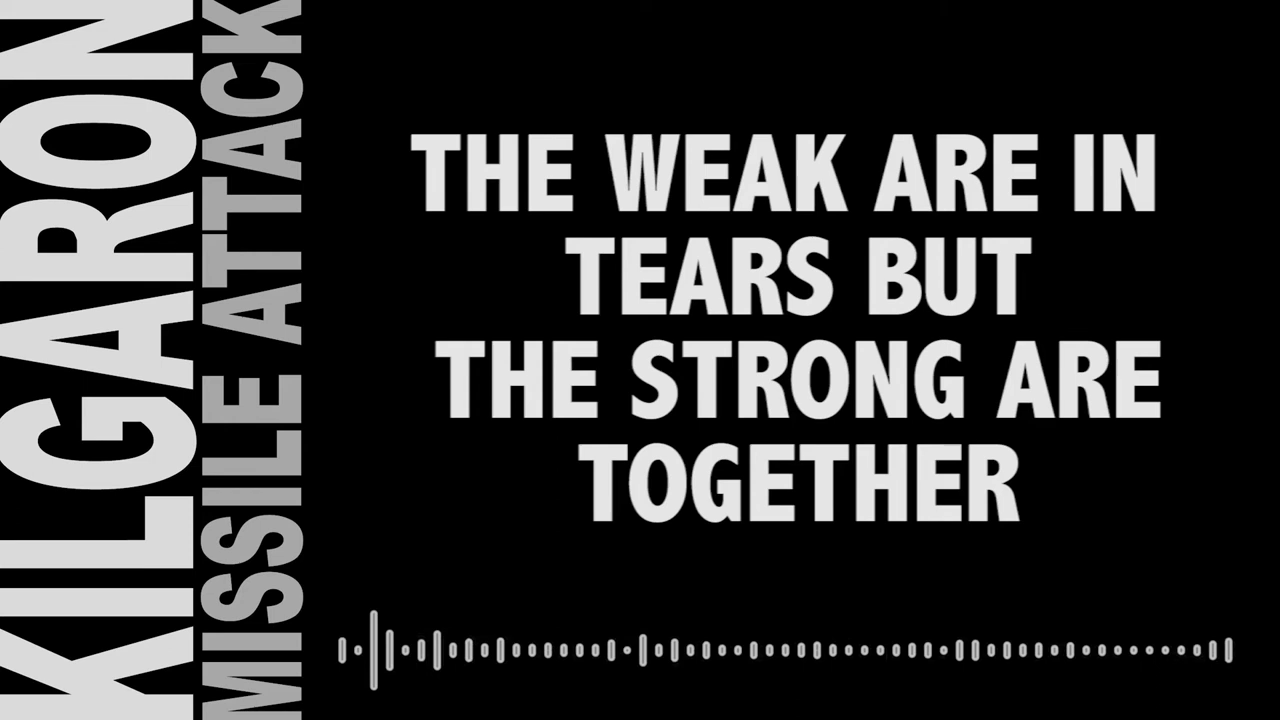 KILGARON
MISSILE ATTACK
THE WEAK ARE IN
TEARS BUT
THE STRONG ARE
TOGETHER